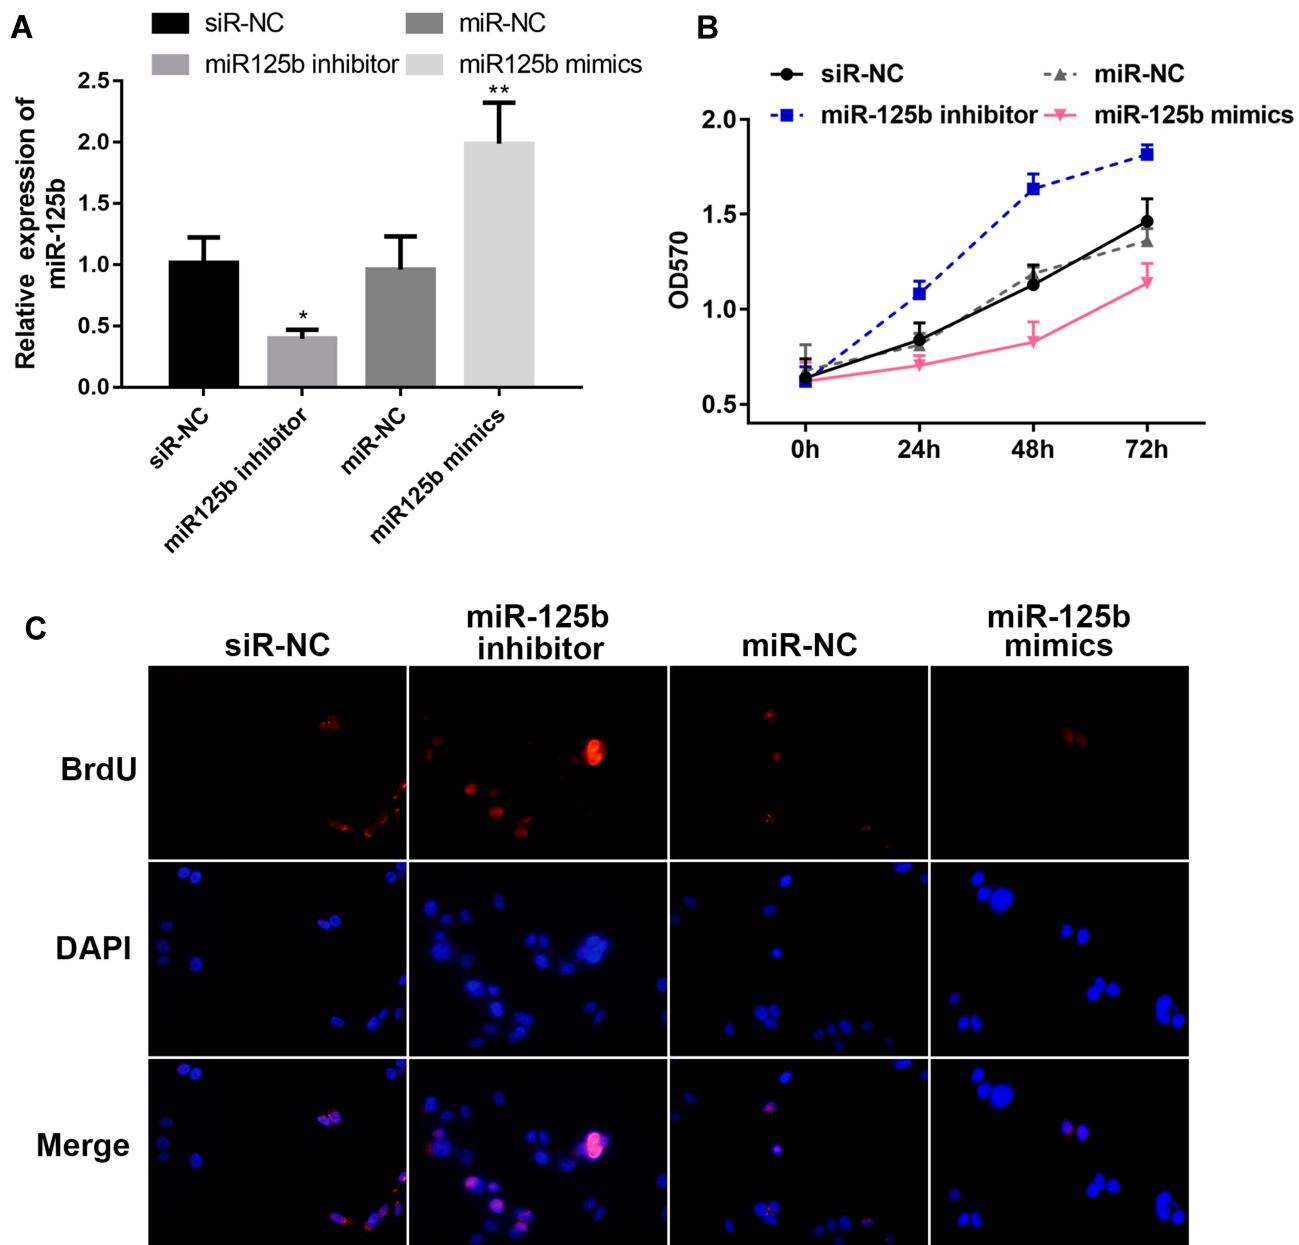 A
siR-NC
miR-NC
miR125b inhibitor
miR125b mimics
Relative expression of
miR-125b
2.5
2.0
1.5
1.0
0.5
0.0
*
**
siR-NC
miR125b inhibitor
miR-NC
miR125b mimics
B
siR-NC
miR-NC
miR-125b inhibitor
miR-125b mimics
OD570
2.0
1.5
1.0
0.5
0h
24h
48h
72h
C
siR-NC
miR-125b
inhibitor
miR-NC
miR-125b
mimics
BrdU
DAPI
Merge